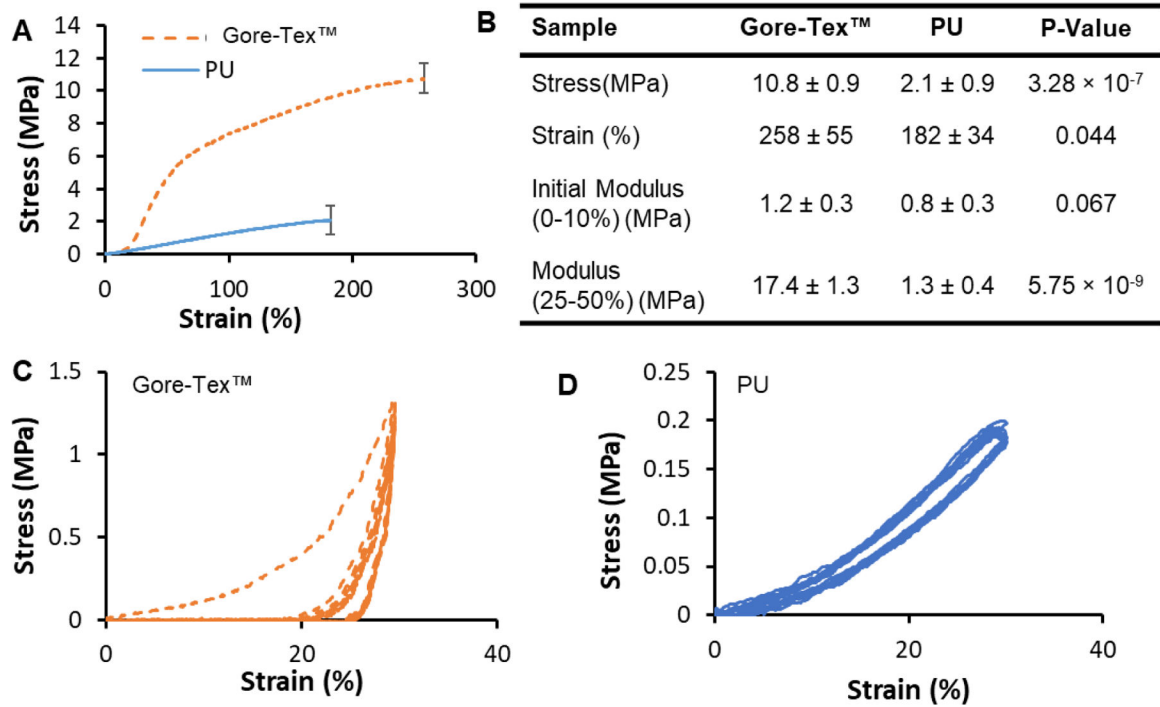 A
14
12
10
8
6
4
2
0
0 100 200 300
Stress (MPa)
Strain (%)
Gore-Tex™
PU
B
Sample Gore-Tex™ PU P-Value
Stress(MPa) 10.8 ± 0.9 2.1 ± 0.9 3.28 × 10⁻⁷
Strain (%) 258 ± 55 182 ± 34 0.044
Initial Modulus
(0-10%) (MPa) 1.2 ± 0.3 0.8 ± 0.3 0.067
Modulus
(25-50%) (MPa) 17.4 ± 1.3 1.3 ± 0.4 5.75 × 10⁻⁹
C
Gore-Tex™
1.5
1
0.5
0
0 20 40
Stress (MPa)
Strain (%)
D
PU
0.25
0.2
0.15
0.1
0.05
0
0 20 40
Stress (MPa)
Strain (%)